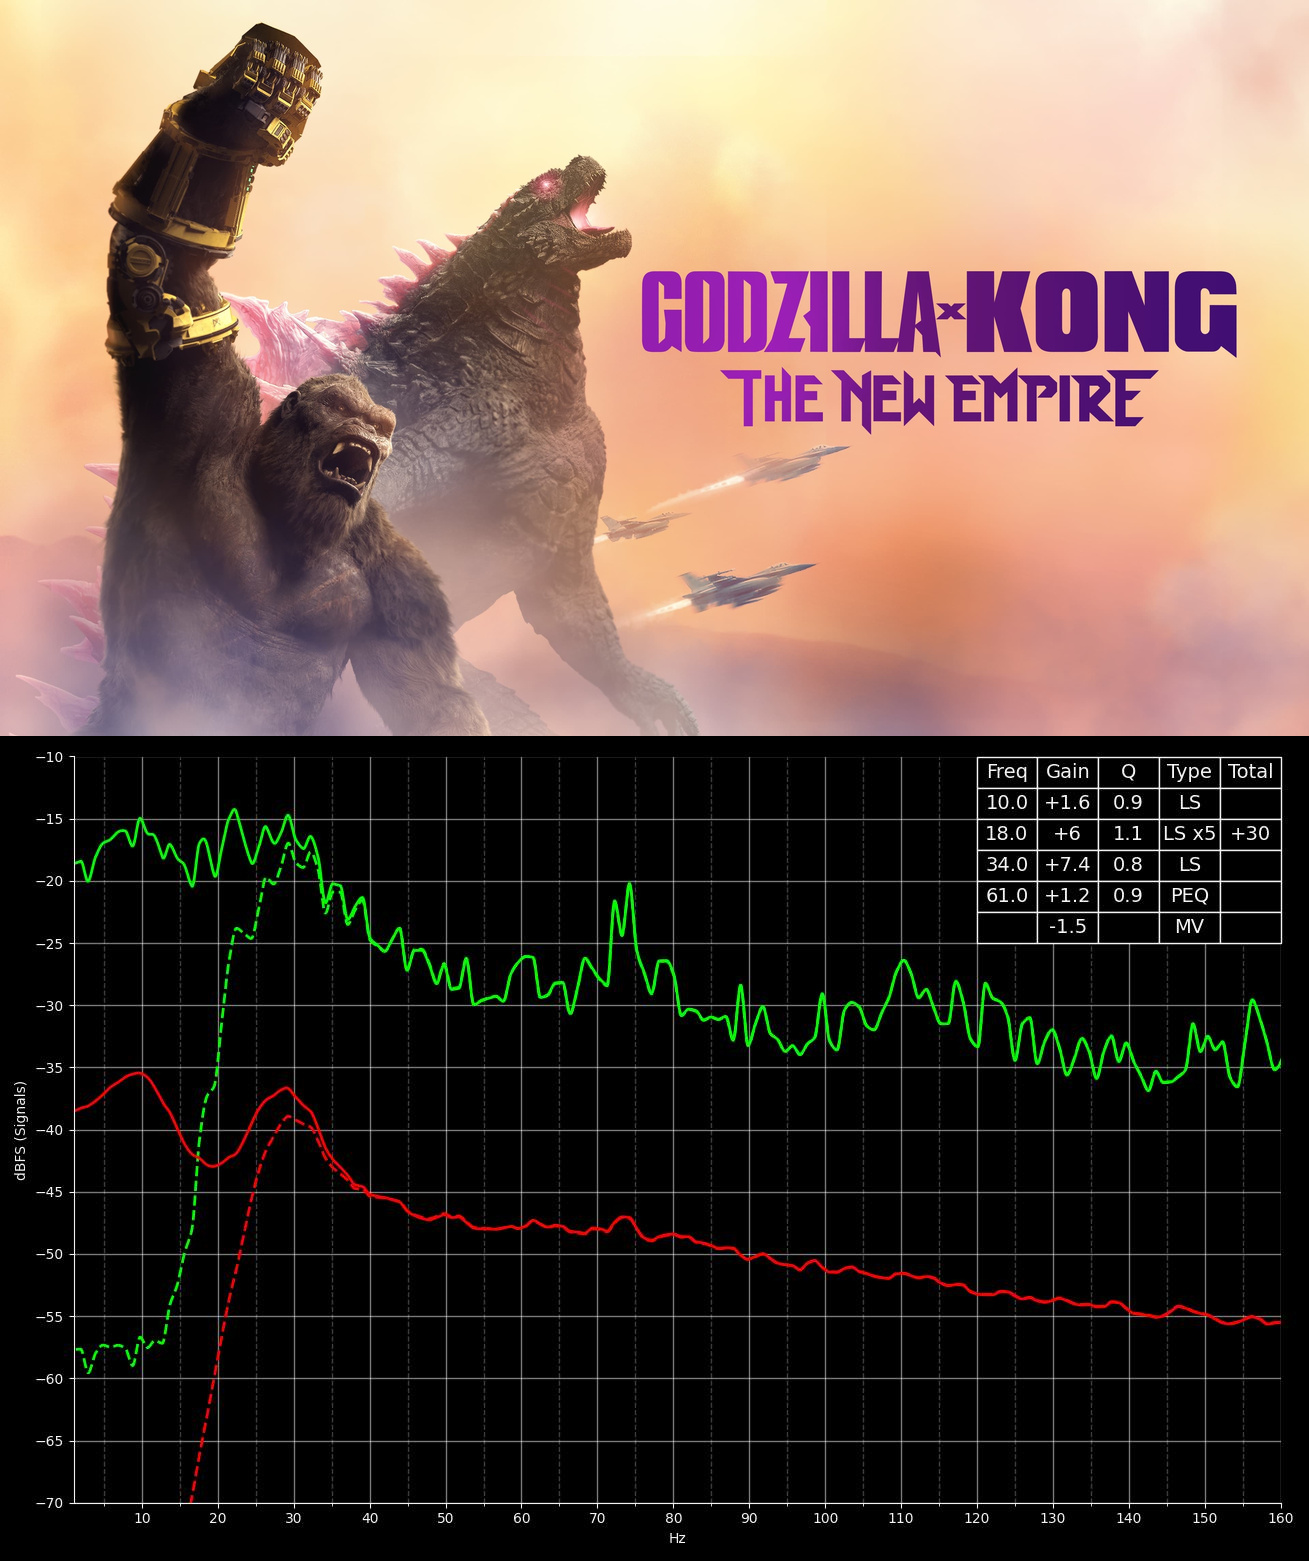 GODZILLA x KONG
THE NEW EMPIRE
Freq Gain Q Type Total
10.0 +1.6 0.9 LS
18.0 +6 1.1 LS x5 +30
34.0 +7.4 0.8 LS
61.0 +1.2 0.9 PEQ
-1.5 MV
−10
−15
−20
−25
−30
−35
−40
−45
−50
−55
−60
−65
−70
dBFS (Signals)
10 20 30 40 50 60 70 80 90 100 110 120 130 140 150 160
Hz